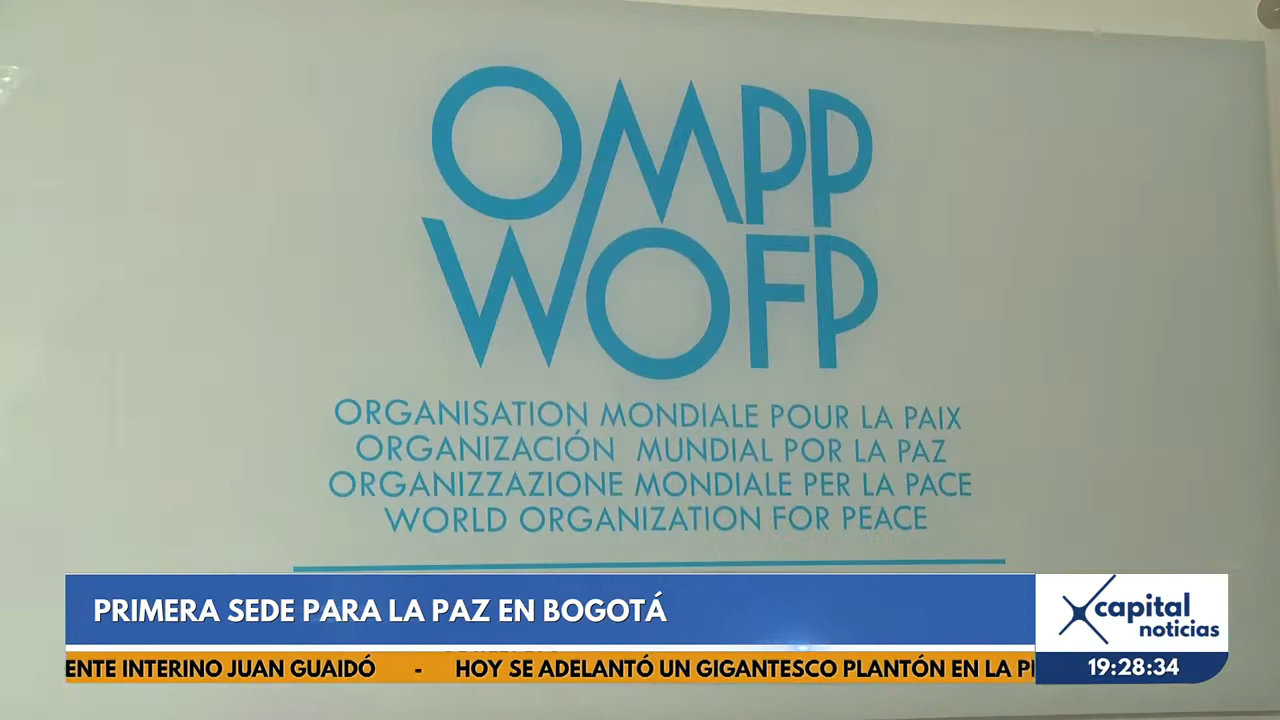 OMPP
WOFP
ORGANISATION MONDIALE POUR LA PAIX
ORGANIZACIÓN MUNDIAL POR LA PAZ
ORGANIZZAZIONE MONDIALE PER LA PACE
WORLD ORGANIZATION FOR PEACE
PRIMERA SEDE PARA LA PAZ EN BOGOTÁ
capital
noticias
ENTE INTERINO JUAN GUAIDÓ - HOY SE ADELANTÓ UN GIGANTESCO PLANTÓN EN LA P
19:28:34